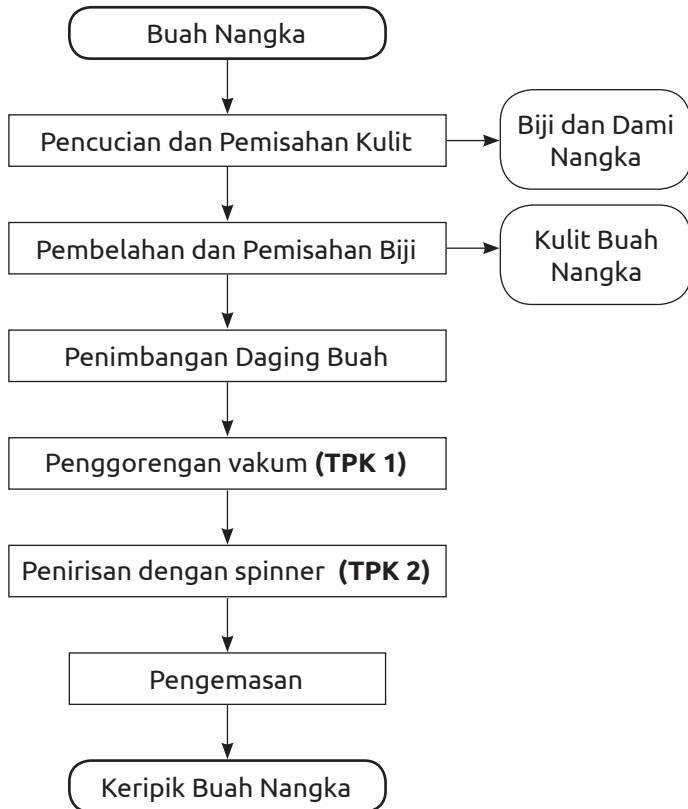 Buah Nangka
Pencucian dan Pemisahan Kulit
Biji dan Dami
Nangka
Pembelahan dan Pemisahan Biji
Kulit Buah
Nangka
Penimbangan Daging Buah
Penggorengan vakum (TPK 1)
Penirisan dengan spinner (TPK 2)
Pengemasan
Keripik Buah Nangka